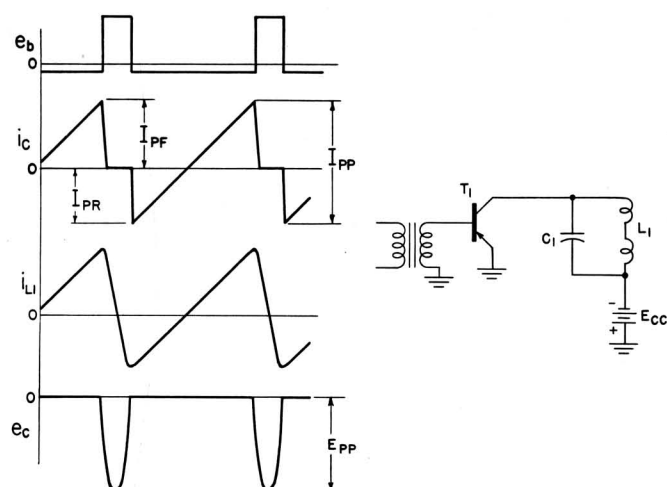 e_b
0
i_C
0
I_PF
I_PP
I_PR
i_L1
0
0
e_C
E_PP
T_1
C_1
L_1
-
+
E_CC